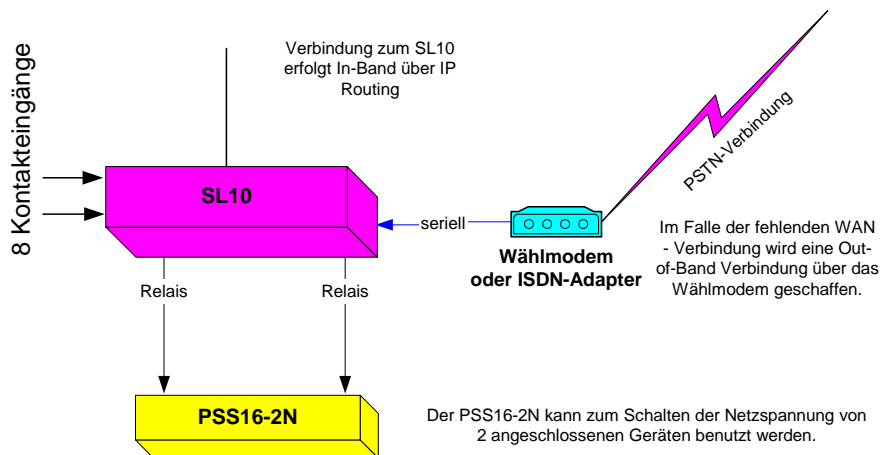 Verbindung zum SL10
erfolgt In-Band über IP
Routing
8 Kontakteingänge
SL10
seriell
PSTN-Verbindung
Wählmodem
oder ISDN-Adapter
Im Falle der fehlenden WAN
- Verbindung wird eine Out-
of-Band Verbindung über das
Wählmodem geschaffen.
Relais
Relais
PSS16-2N
Der PSS16-2N kann zum Schalten der Netzspannung von
2 angeschlossenen Geräten benutzt werden.